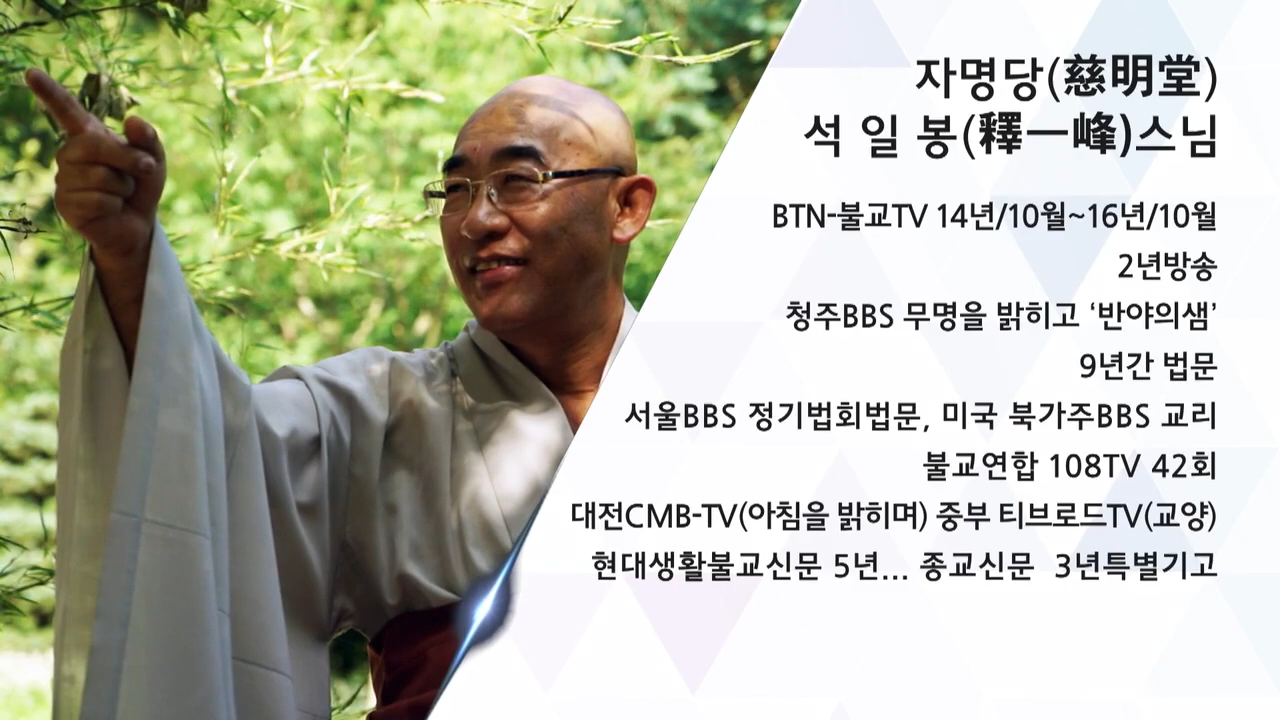 자명당(慈明堂)
석 일 봉(釋一峰)스님
BTN-불교TV 14년/10월~16년/10월
2년방송
청주BBS 무명을 밝히고 ‘반야의샘’
9년간 법문
서울BBS 정기법회법문, 미국 북가주BBS 교리
불교연합 108TV 42회
대전CMB-TV(아침을 밝히며) 중부 티브로드TV(교양)
현대생활불교신문 5년... 종교신문 3년특별기고